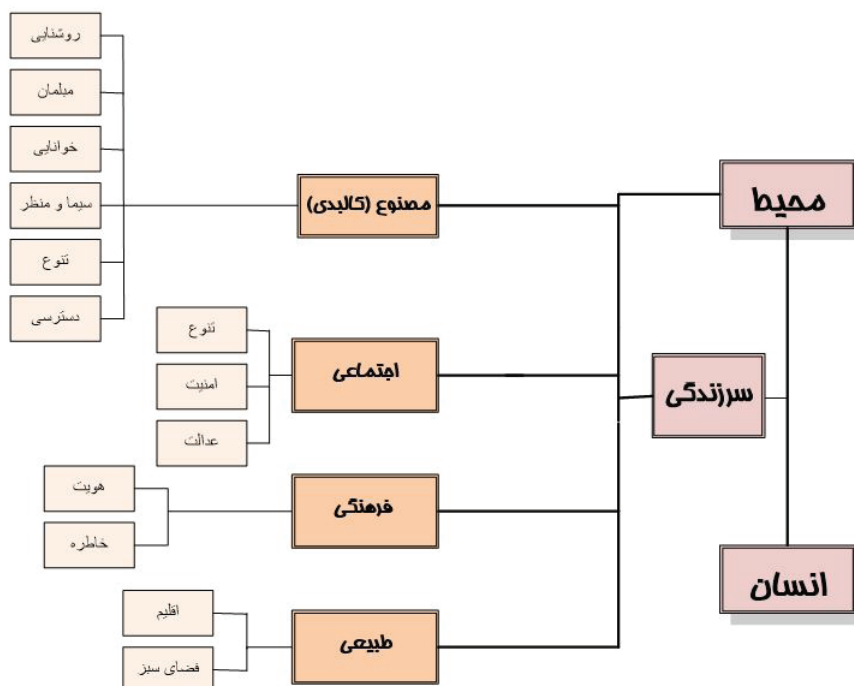 محیط
سرزندگی
انسان
مصنوع (کالبدی)
روشنایی
مبلمان
خوانایی
سیما و منظر
تنوع
دسترسی
اجتماعی
تنوع
امنیت
عدالت
فرهنگی
هویت
خاطره
طبیعی
اقلیم
فضای سبز